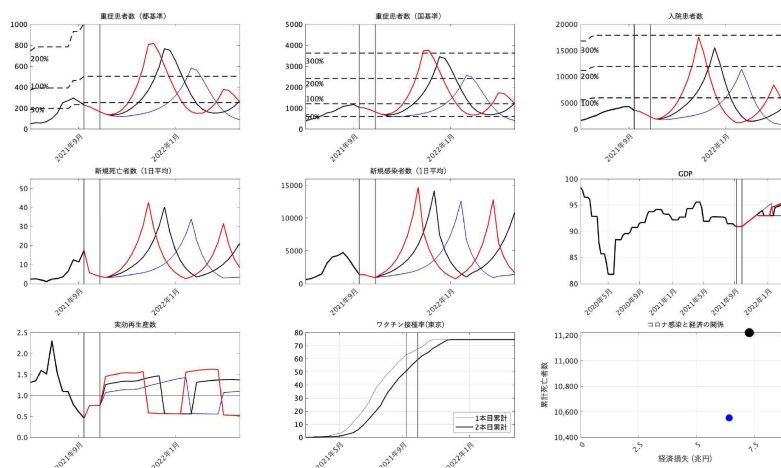 重症患者数（都基準）
1000
800
600
400
200
0
200%
100%
50%
2021年9月
2022年1月
重症患者数（国基準）
5000
4000
3000
2000
1000
0
300%
200%
100%
50%
2021年9月
2022年1月
入院患者数
20000
15000
10000
5000
0
300%
200%
100%
2021年9月
2022年1月
新規死亡者数（1日平均）
50
40
30
20
10
0
2021年9月
2022年1月
新規感染者数（1日平均）
15000
10000
5000
0
2021年9月
2022年1月
GDP
100
95
90
85
80
2020年5月
2020年9月
2021年1月
2021年5月
2021年9月
2022年1月
実効再生産数
2.5
2.0
1.5
1.0
0.5
0.0
2021年9月
2022年1月
ワクチン接種率(東京)
80
70
60
50
40
30
20
10
0
1本目累計
2本目累計
2021年5月
2021年9月
2022年1月
コロナ感染と経済の関係
累計死亡者数
11,200
11,000
10,800
10,600
10,400
0
2.5
5
7.5
経済損失 (兆円)